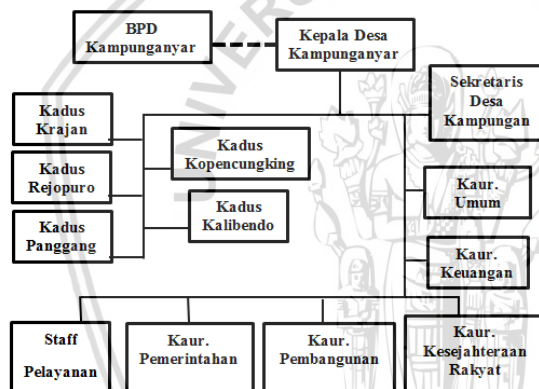 BPD
Kampunganyar
Kepala Desa
Kampunganyar
Sekretaris
Desa
Kampungan
Kadus
Krajan
Kadus
Kopencungking
Kadus
Rejopuro
Kaur.
Umum
Kadus
Kalibendo
Kadus
Panggang
Kaur.
Keuangan
Staff
Pelayanan
Kaur.
Pemerintahan
Kaur.
Pembangunan
Kaur.
Kesejahteraan
Rakyat
UNIVER